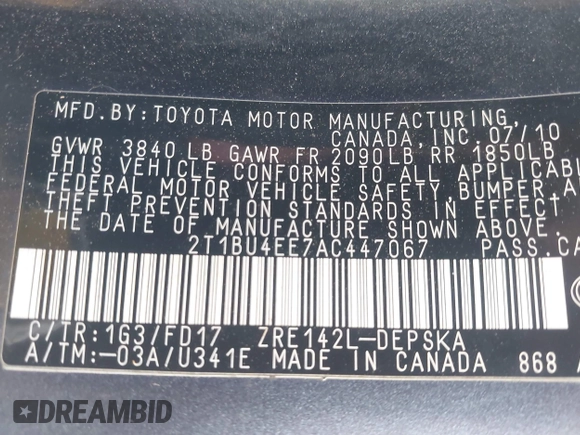 MFD.BY:TOYOTA MOTOR MANUFACTURING,
CANADA,INC. 07/10
GVWR 3840 LB GAWR FR 2090LB RR 1850LB
THIS VEHICLE CONFORMS TO ALL APPLICAB
FEDERAL MOTOR VEHICLE SAFETY, BUMPER, A
THEFT PREVENTION STANDARDS IN EFFECT
THE DATE OF MANUFACTURE SHOWN ABOVE.
2T1BU4EE7AC447067 PASS.CA
C/TR:1G3/FD17 ZRE142L-DEPSKA
A/TM:-03A/U341E MADE IN CANADA 868
DREAMBID